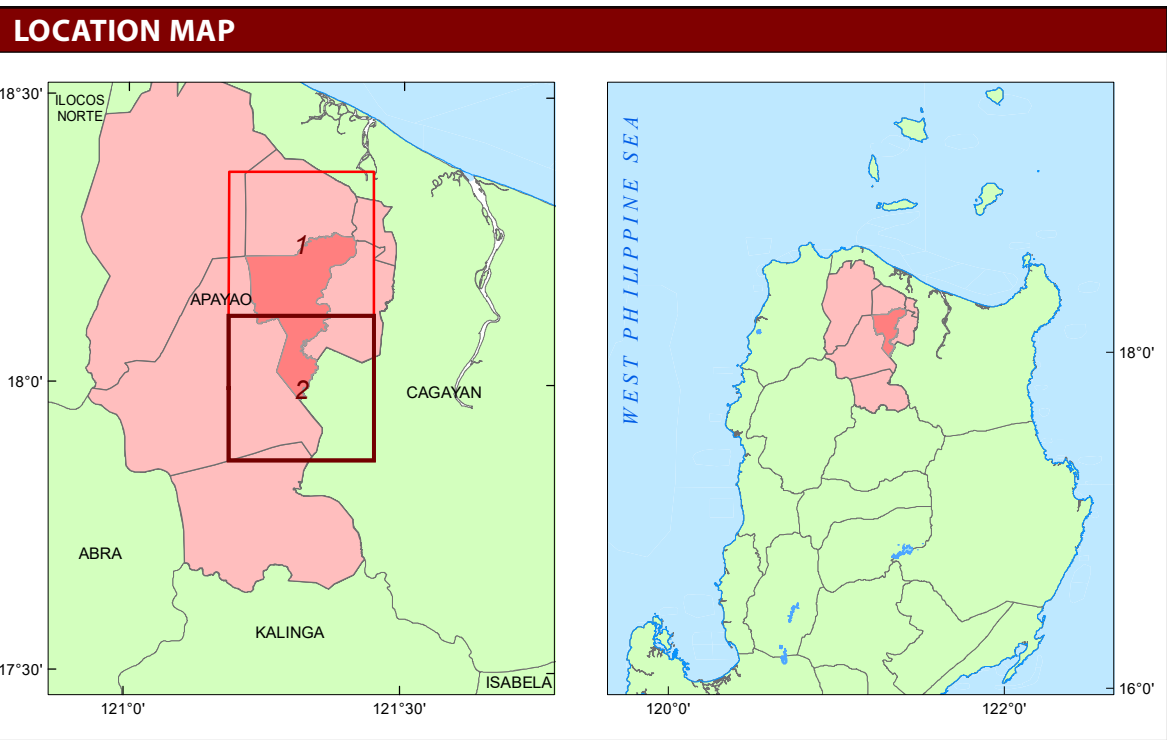 LOCATION MAP
18°30'
ILOCOS
NORTE
1
APAYAO
18°0'
2
CAGAYAN
ABRA
KALINGA
17°30'
ISABELA
121°0'
121°30'
WEST PHILIPPINE SEA
18°0'
16°0'
120°0'
122°0'